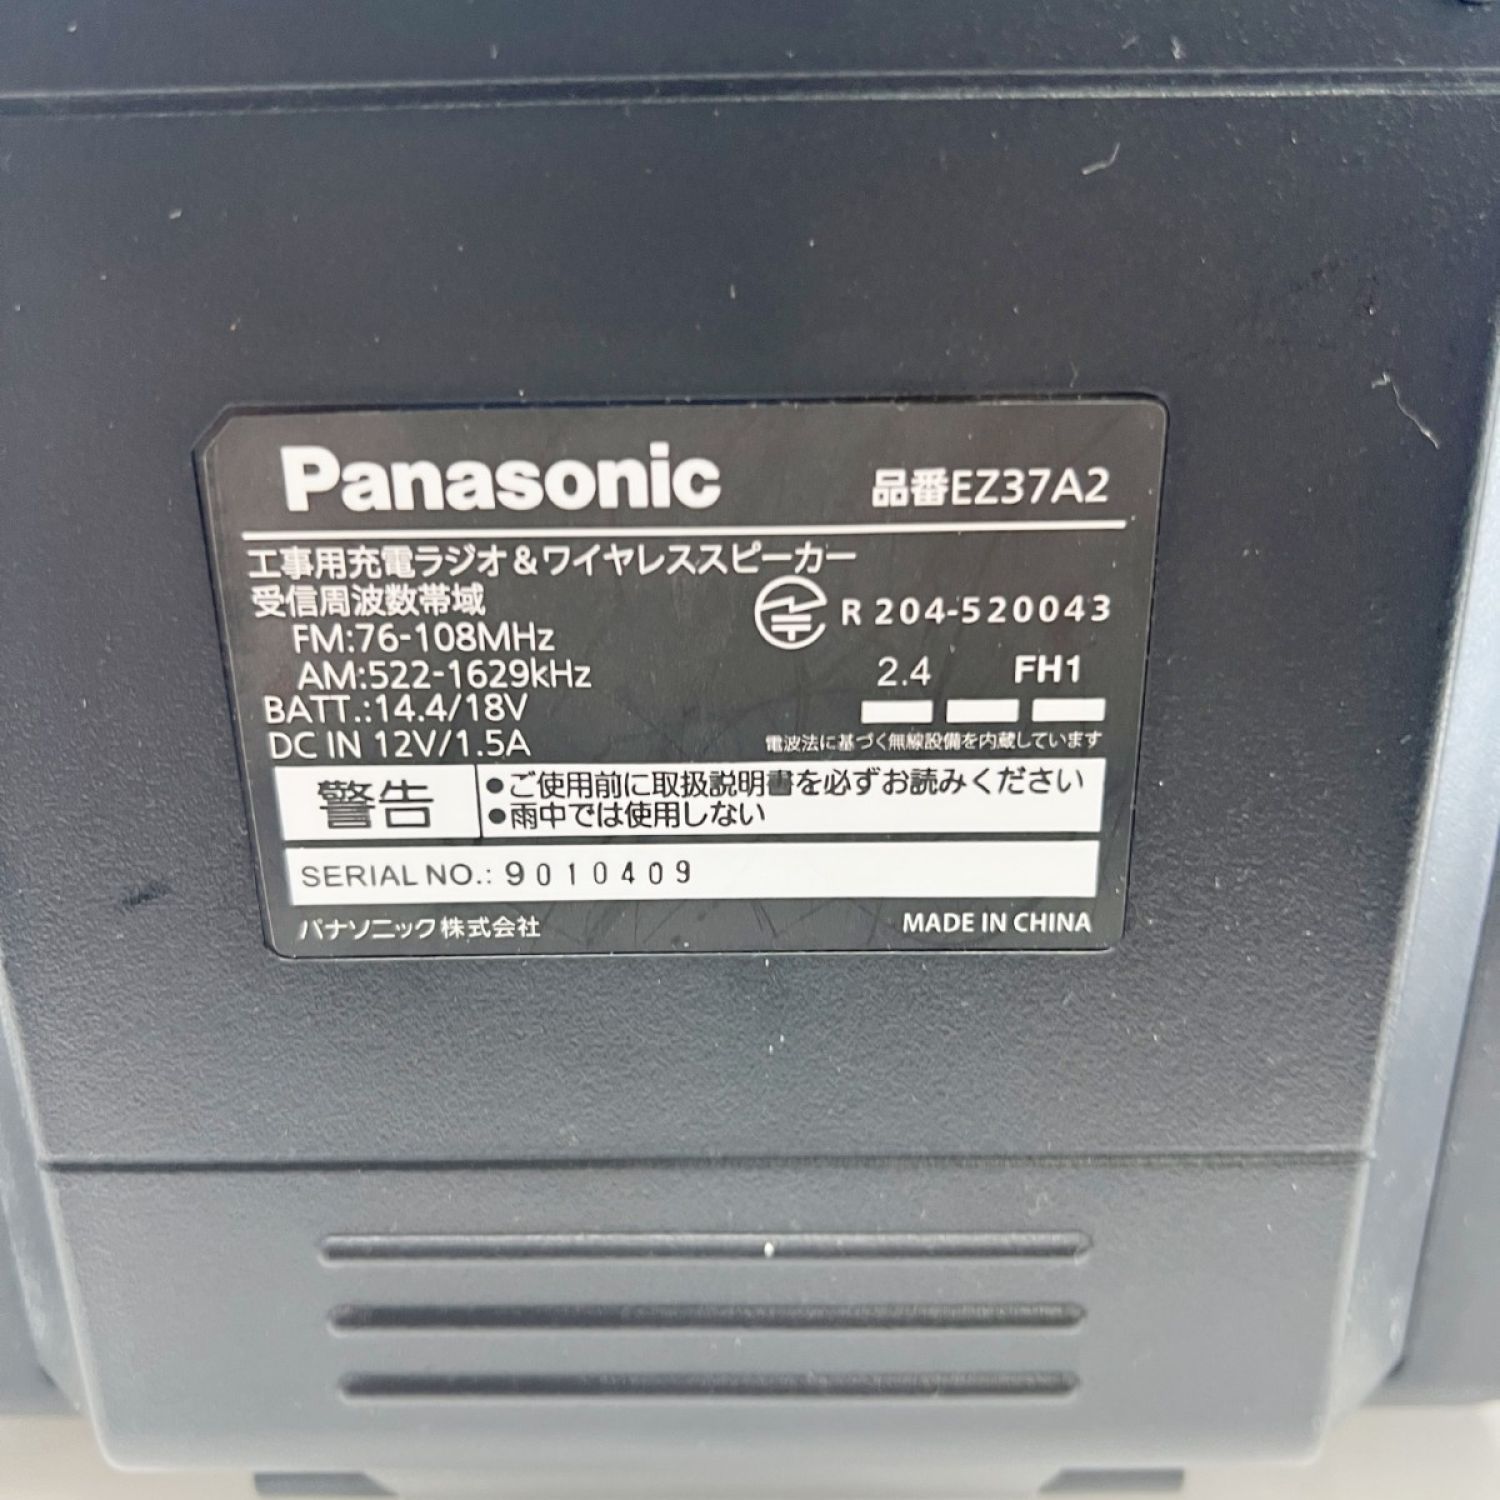 Panasonic 品番EZ37A2
工事用充電ラジオ&ワイヤレススピーカー
受信周波数帯域
FM:76-108MHz
AM:522-1629kHz
BATT.:14.4/18V
DC IN 12V/1.5A
R 204-520043
2.4 FH1
電波法に基づく無線設備を内蔵しています
警告
●ご使用前に取扱説明書を必ずお読みください
●雨中では使用しない
SERIAL NO.: 9010409
パナソニック株式会社 MADE IN CHINA